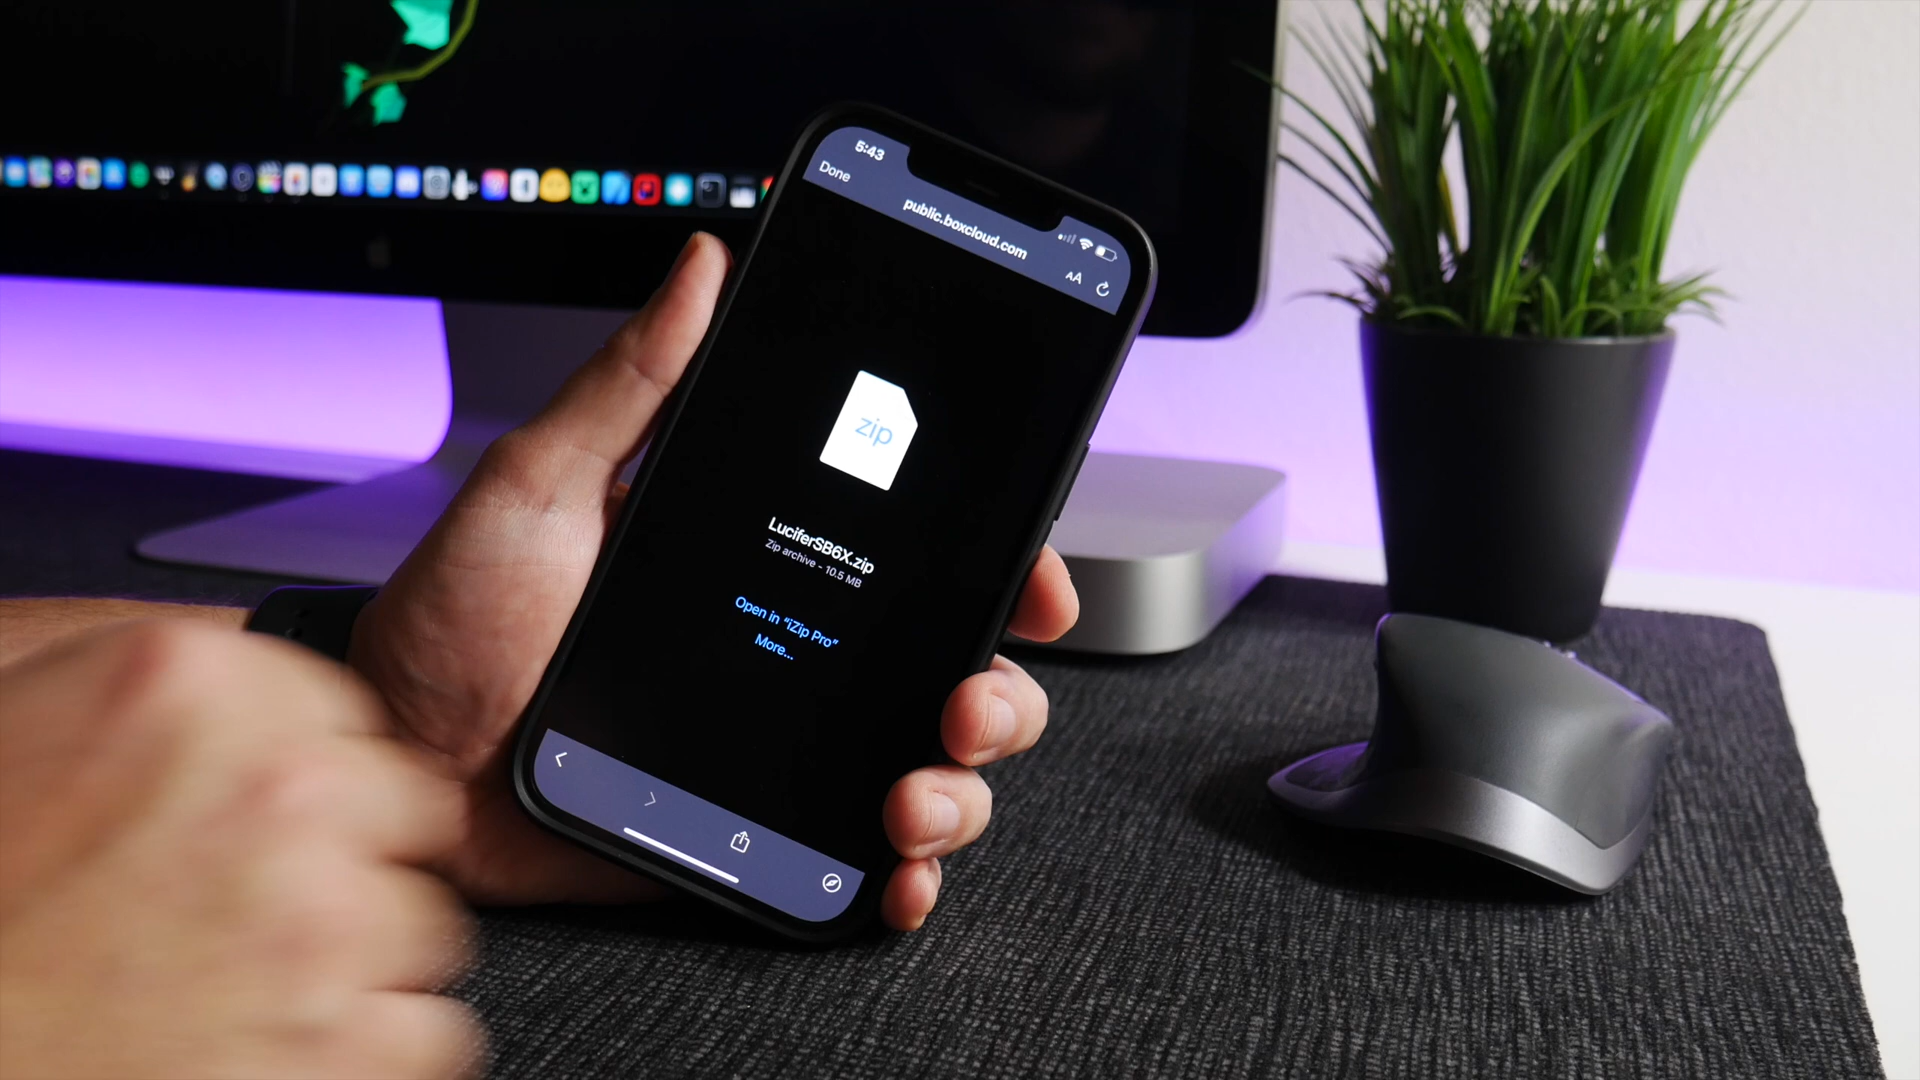 5:43
Done
public.boxcloud.com
AA
zip
LuciferSB6X.zip
Zip archive - 10.5 MB
Open in “iZip Pro”
More...